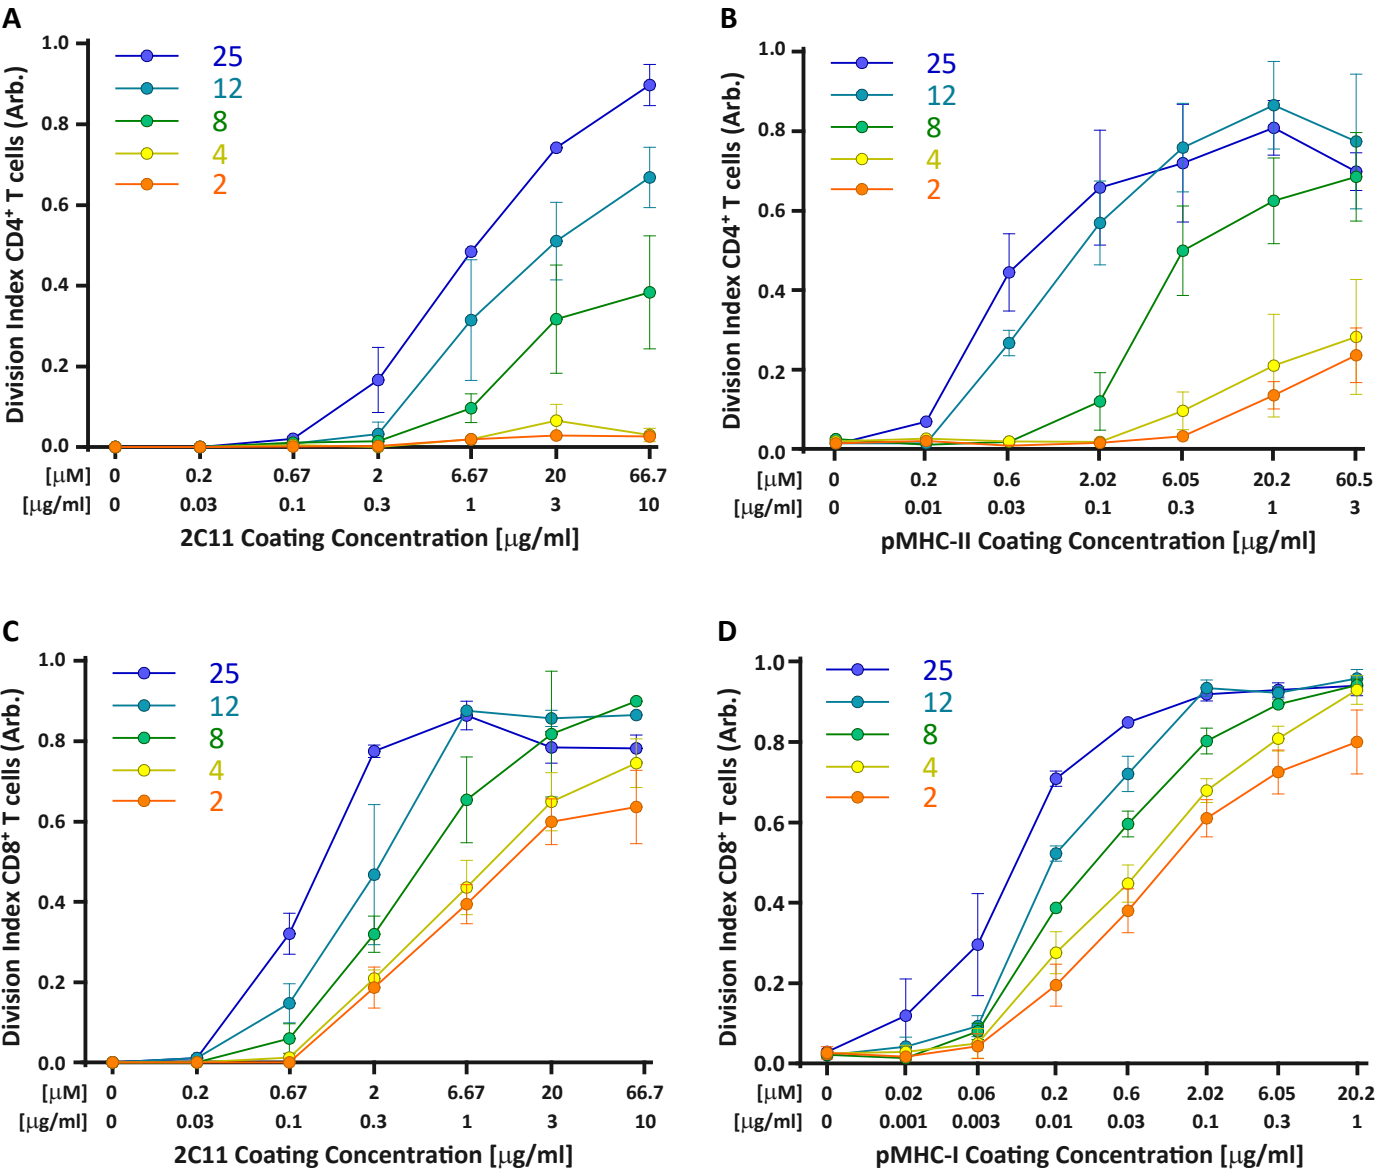 A
Division Index CD4⁺ T cells (Arb.)
1.0
0.8
0.6
0.4
0.2
0.0
25
12
8
4
2
[μM] 0 0.2 0.67 2 6.67 20 66.7
[μg/ml] 0 0.03 0.1 0.3 1 3 10
2C11 Coating Concentration [μg/ml]
B
Division Index CD4⁺ T cells (Arb.)
1.0
0.8
0.6
0.4
0.2
0.0
25
12
8
4
2
[μM] 0 0.2 0.6 2.02 6.05 20.2 60.5
[μg/ml] 0 0.01 0.03 0.1 0.3 1 3
pMHC-II Coating Concentration [μg/ml]
C
Division Index CD8⁺ T cells (Arb.)
1.0
0.8
0.6
0.4
0.2
0.0
25
12
8
4
2
[μM] 0 0.2 0.67 2 6.67 20 66.7
[μg/ml] 0 0.03 0.1 0.3 1 3 10
2C11 Coating Concentration [μg/ml]
D
Division Index CD8⁺ T cells (Arb.)
1.0
0.8
0.6
0.4
0.2
0.0
25
12
8
4
2
[μM] 0 0.02 0.06 0.2 0.6 2.02 6.05 20.2
[μg/ml] 0 0.001 0.003 0.01 0.03 0.1 0.3 1
pMHC-I Coating Concentration [μg/ml]